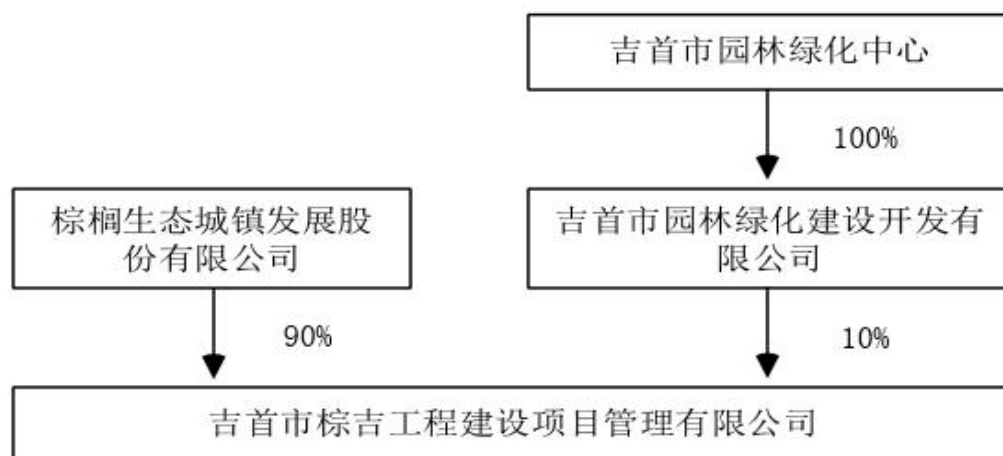 吉首市园林绿化中心
100%
棕榈生态城镇发展股
份有限公司
吉首市园林绿化建设开发有
限公司
90%
10%
吉首市棕吉工程建设项目管理有限公司